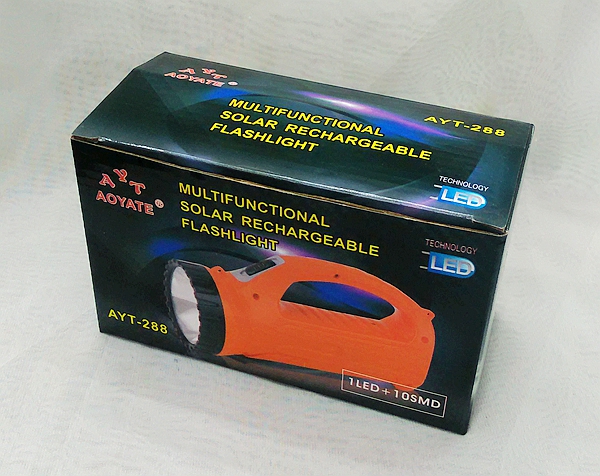 AYT
AOYATE®
MULTIFUNCTIONAL
SOLAR RECHARGEABLE
FLASHLIGHT
AYT-288
TECHNOLOGY
LED
AYT
AOYATE®
MULTIFUNCTIONAL
SOLAR RECHARGEABLE
FLASHLIGHT
TECHNOLOGY
LED
AYT-288
1LED+10SMD